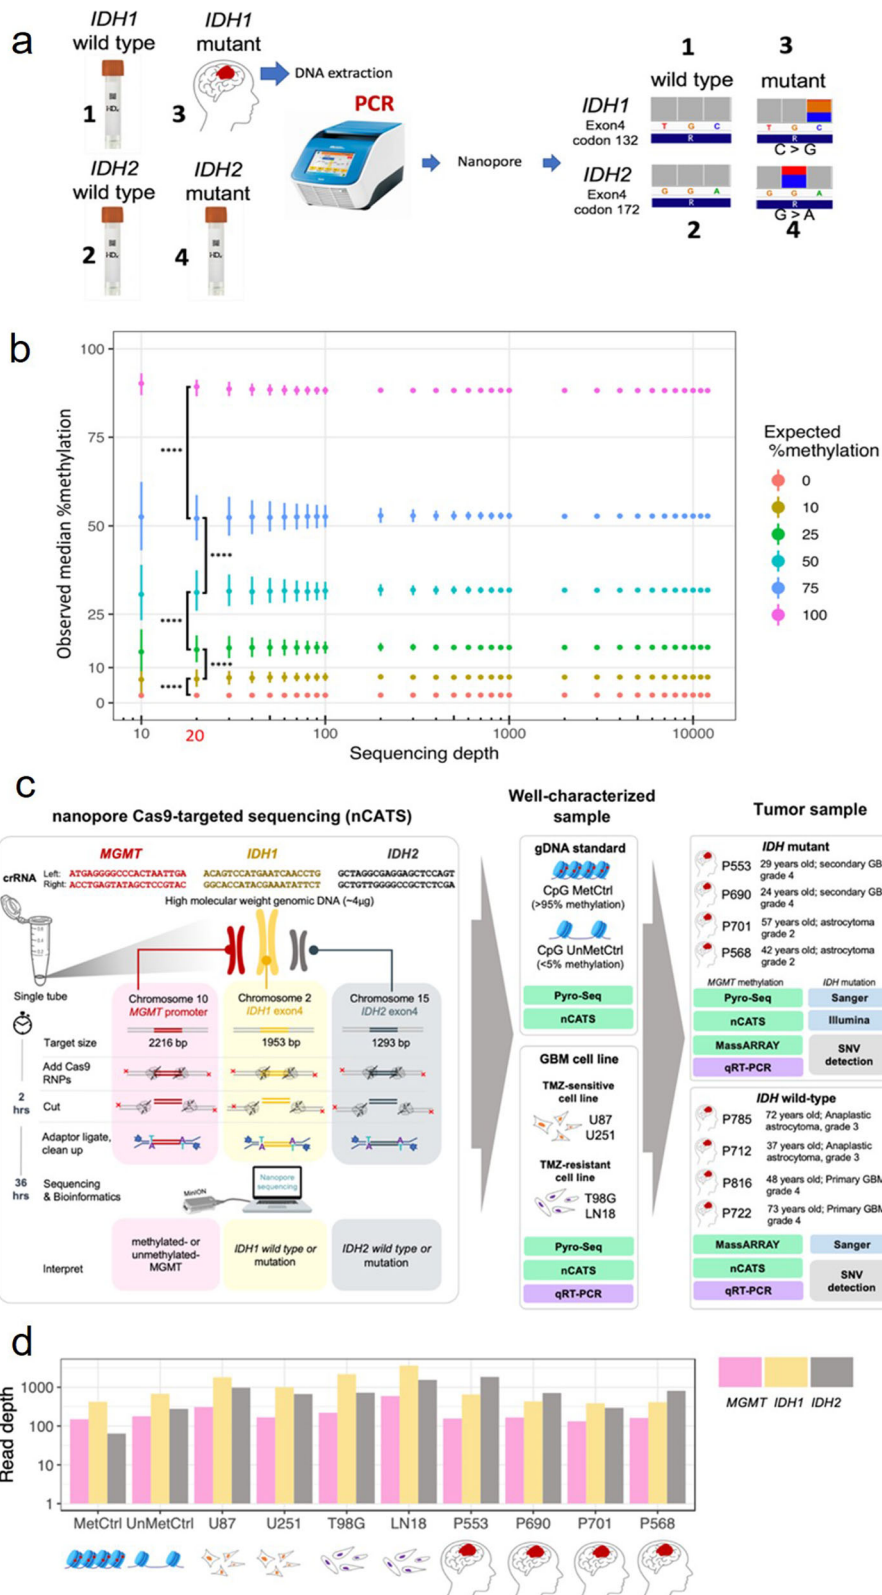 a
IDH1
wild type
IDH1
mutant
1
3
HD
DNA extraction
PCR
IDH2
wild type
IDH2
mutant
2
4
HD
HD
Nanopore
1
3
wild type
mutant
IDH1
Exon4
codon 132
T G C
R
T G C
R
C > G
IDH2
Exon4
codon 172
G G A
R
G G A
R
G > A
2
4
b
Observed median %methylation
100
75
50
25
10
0
****
****
****
****
****
10
20
100
1000
10000
Sequencing depth
Expected
%methylation
0
10
25
50
75
100
c
nanopore Cas9-targeted sequencing (nCATS)
Well-characterized
sample
Tumor sample
MGMT
IDH1
IDH2
crRNA
Left: ATGAGGGGCCCACTAATTGA ACAGTCCATGAATCAACCTG GCTAGGCGAGGAGCTCCAGT
Right: ACCTGAGTATAGCTCCGTAC GGCACCATACGAAATATTCT GCTGTTGGGGCCGCTCTCGA
High molecular weight genomic DNA (~4µg)
Single tube
Chromosome 10
MGMT promoter
Chromosome 2
IDH1 exon4
Chromosome 15
IDH2 exon4
Target size
2216 bp
1953 bp
1293 bp
Add Cas9
RNPs
2
hrs
Cut
Adaptor ligate,
clean up
36
hrs
Sequencing
& Bioinformatics
MinION
Nanopore
sequencing
Interpret
methylated- or
unmethylated-
MGMT
IDH1 wild type or
mutation
IDH2 wild type or
mutation
gDNA standard
CpG MetCtrl
(>95% methylation)
CpG UnMetCtrl
(<5% methylation)
Pyro-Seq
nCATS
GBM cell line
TMZ-sensitive
cell line
U87
U251
TMZ-resistant
cell line
T98G
LN18
Pyro-Seq
nCATS
qRT-PCR
IDH mutant
P553 29 years old; secondary GB
grade 4
P690 24 years old; secondary GB
grade 4
P701 57 years old; astrocytoma
grade 2
P568 42 years old; astrocytoma
grade 2
MGMT methylation
IDH mutation
Pyro-Seq
nCATS
MassARRAY
qRT-PCR
Sanger
Illumina
SNV
detection
IDH wild-type
P785 72 years old; Anaplastic
astrocytoma, grade 3
P712 37 years old; Anaplastic
astrocytoma, grade 3
P816 48 years old; Primary GBM
grade 4
P722 73 years old; Primary GBM
grade 4
MassARRAY
nCATS
qRT-PCR
Sanger
SNV
detection
d
Read depth
1000
100
10
1
MetCtrl UnMetCtrl U87 U251 T98G LN18 P553 P690 P701 P568
MGMT IDH1 IDH2